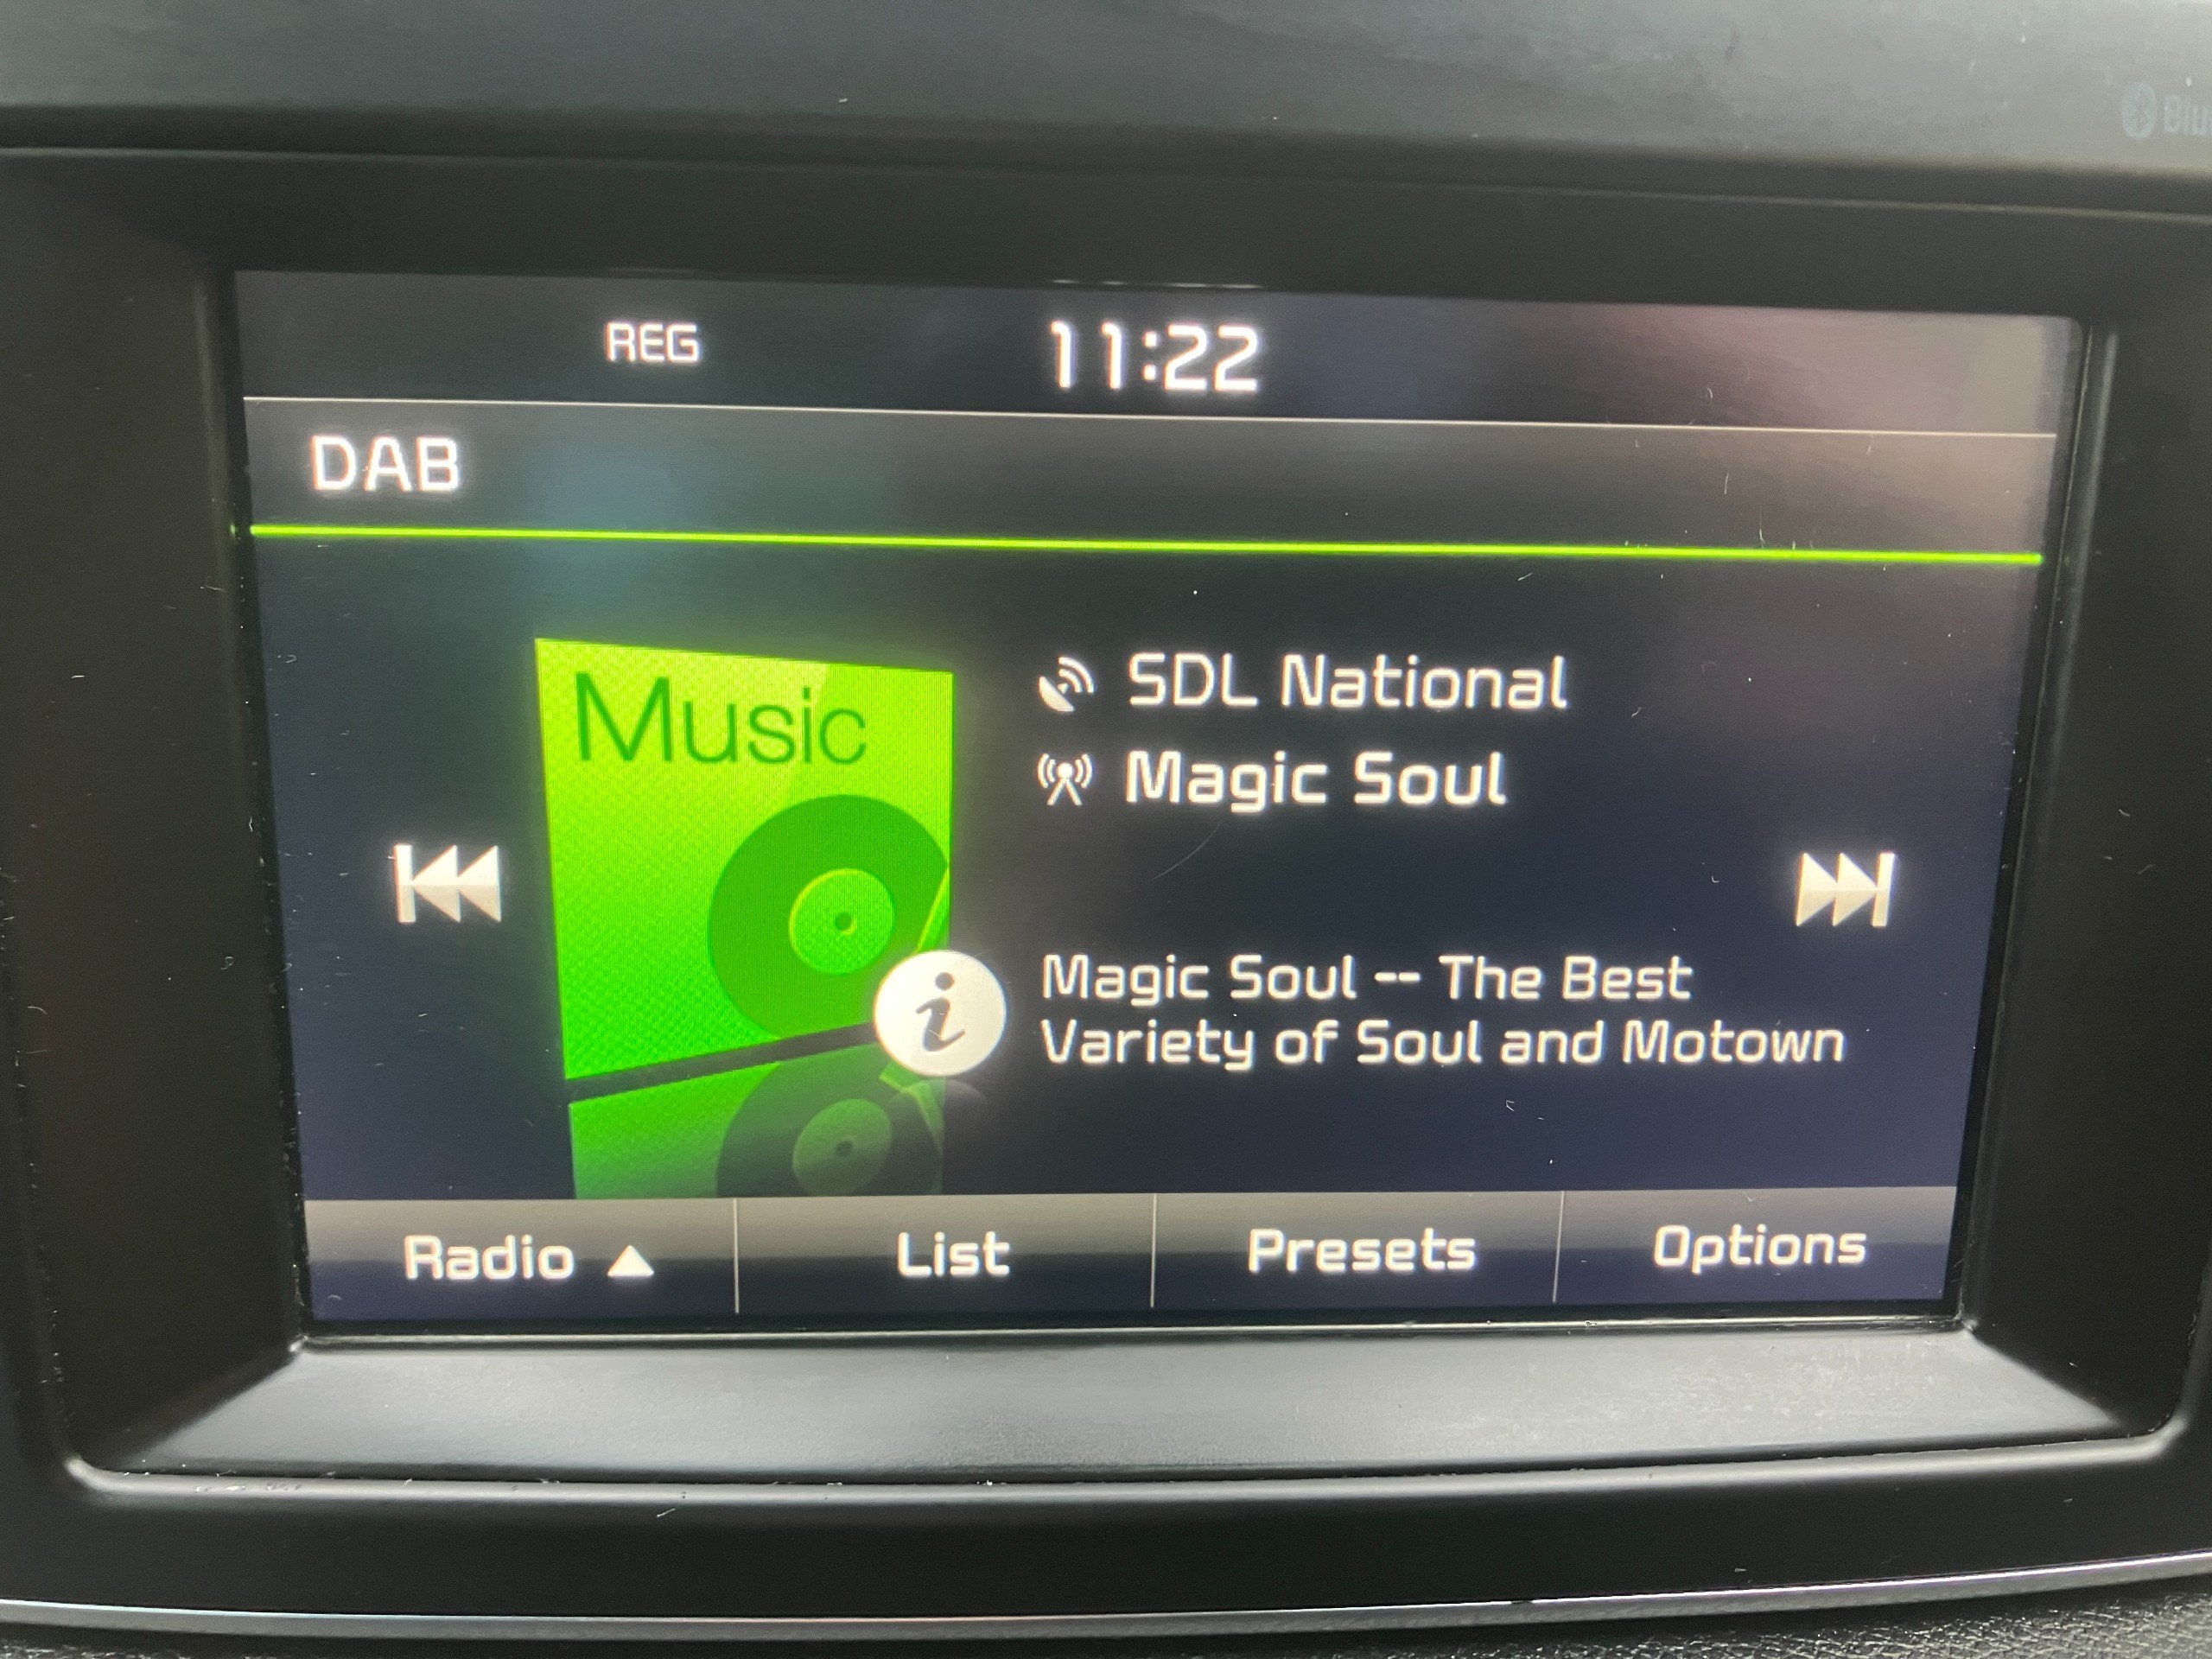 REG
11:22
DAB
Music
SDL National
Magic Soul
Magic Soul -- The Best
Variety of Soul and Motown
Radio
List
Presets
Options